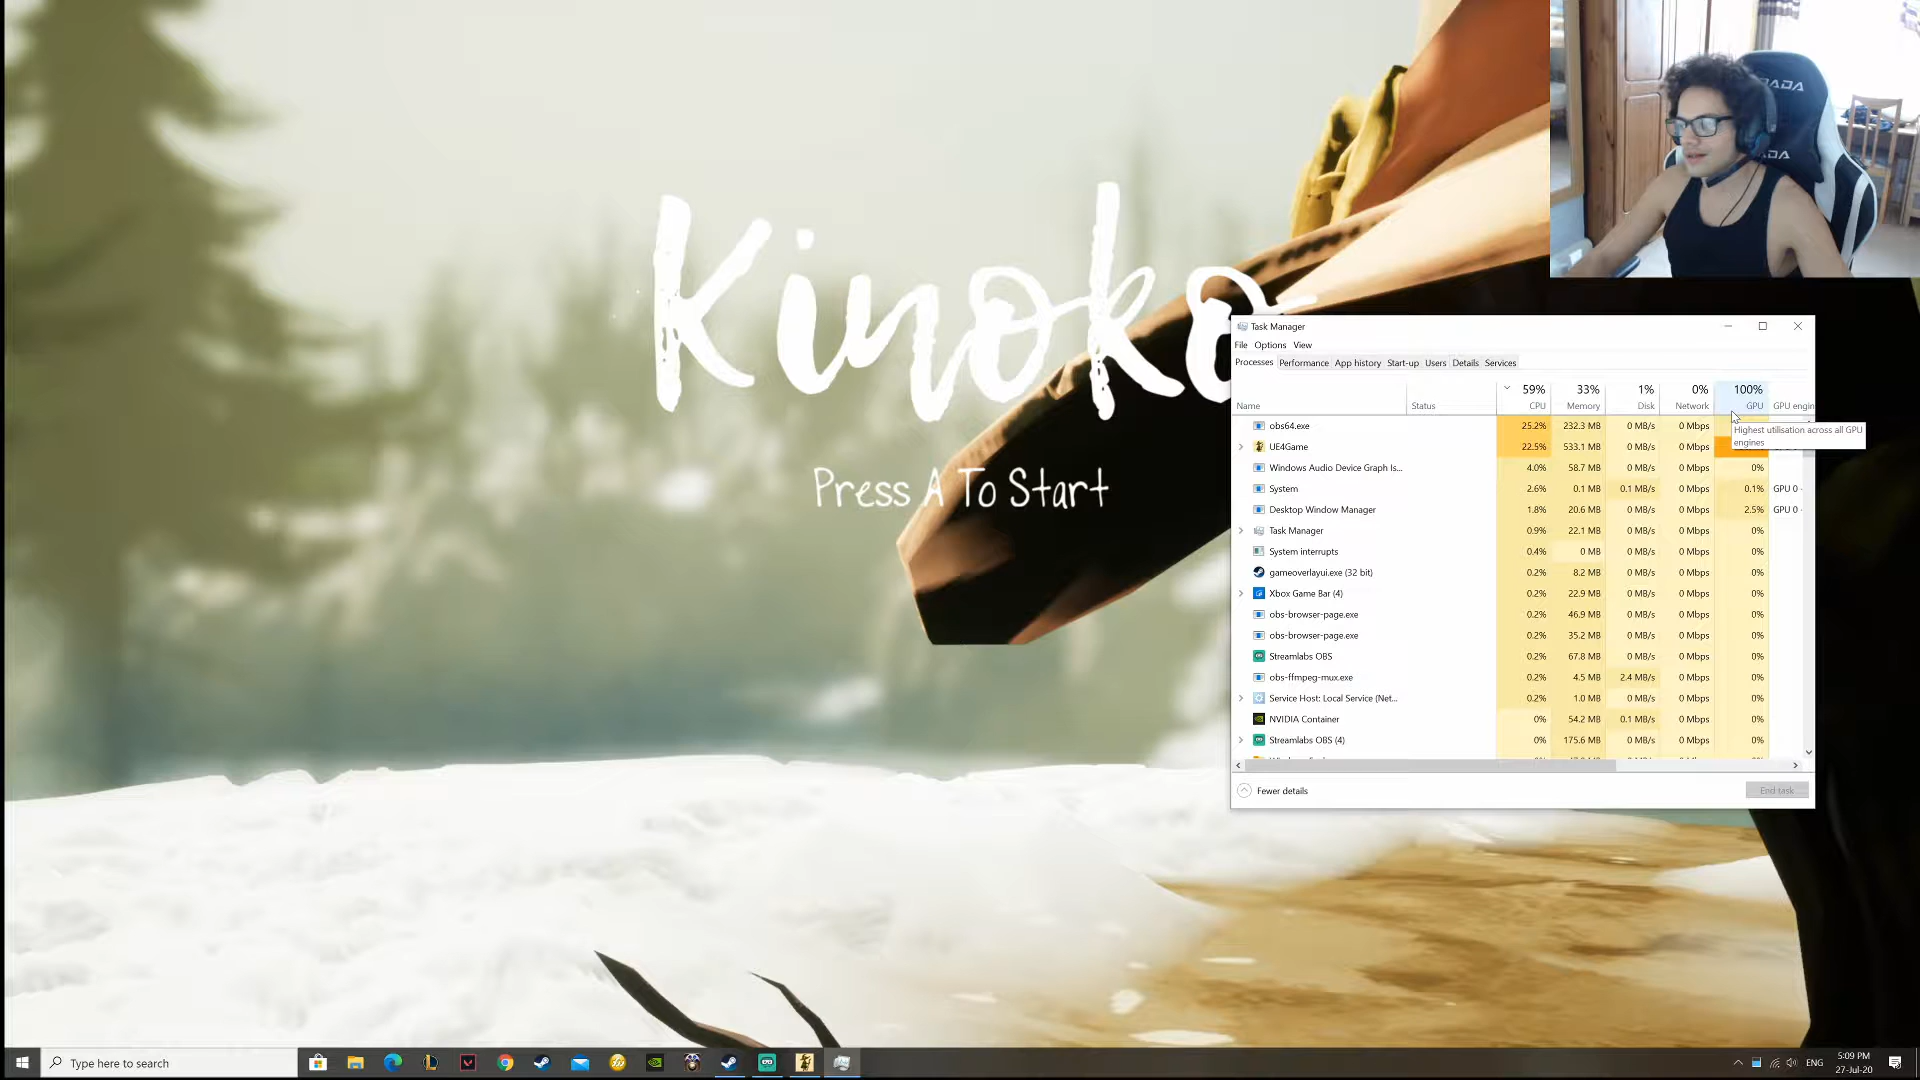 Kinoko
Press A To Start
DADA
DADA
Task Manager
File Options View
Processes Performance App history Start-up Users Details Services
59% 33% 1% 0% 100%
Name Status CPU Memory Disk Network GPU GPU engin
Highest utilisation across all GPU
engines
obs64.exe 25.2% 232.3 MB 0 MB/s 0 Mbps
UE4Game 22.5% 533.1 MB 0 MB/s 0 Mbps
Windows Audio Device Graph Is... 4.0% 58.7 MB 0 MB/s 0 Mbps 0%
System 2.6% 0.1 MB 0.1 MB/s 0 Mbps 0.1% GPU 0 -
Desktop Window Manager 1.8% 20.6 MB 0 MB/s 0 Mbps 2.5% GPU 0 -
Task Manager 0.9% 22.1 MB 0 MB/s 0 Mbps 0%
System interrupts 0.4% 0 MB 0 MB/s 0 Mbps 0%
gameoverlayui.exe (32 bit) 0.2% 8.2 MB 0 MB/s 0 Mbps 0%
Xbox Game Bar (4) 0.2% 22.9 MB 0 MB/s 0 Mbps 0%
obs-browser-page.exe 0.2% 46.9 MB 0 MB/s 0 Mbps 0%
obs-browser-page.exe 0.2% 35.2 MB 0 MB/s 0 Mbps 0%
Streamlabs OBS 0.2% 67.8 MB 0 MB/s 0 Mbps 0%
obs-ffmpeg-mux.exe 0.2% 4.5 MB 2.4 MB/s 0 Mbps 0%
Service Host: Local Service (Net... 0.2% 1.0 MB 0 MB/s 0 Mbps 0%
NVIDIA Container 0% 54.2 MB 0.1 MB/s 0 Mbps 0%
Streamlabs OBS (4) 0% 175.6 MB 0 MB/s 0 Mbps 0%
Fewer details End task
Type here to search
ENG
5:09 PM
27-Jul-20